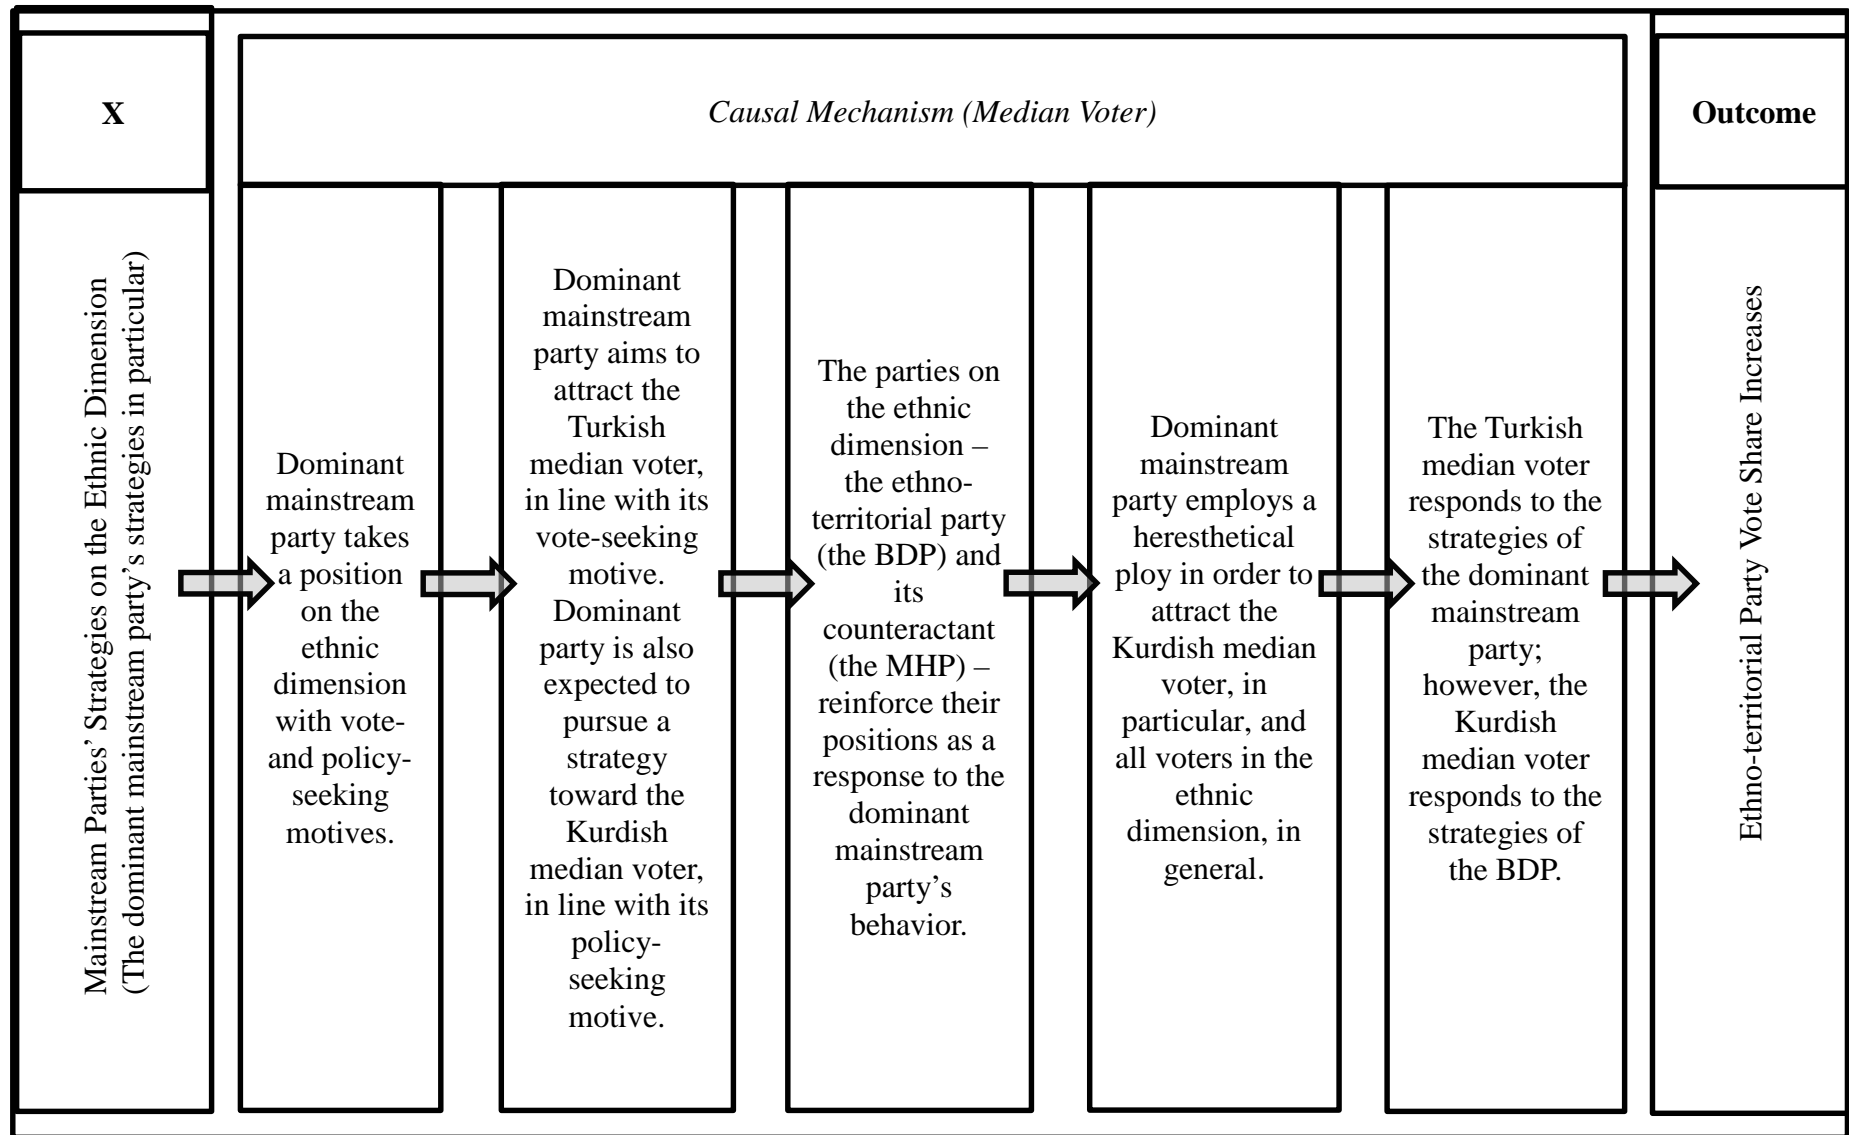 X
Causal Mechanism (Median Voter)
Outcome
Mainstream Parties’ Strategies on the Ethnic Dimension
(The dominant mainstream party’s strategies in particular)
Dominant
mainstream
party takes
a position
on the
ethnic
dimension
with vote-
and policy-
seeking
motives.
Dominant
mainstream
party aims to
attract the
Turkish
median voter,
in line with its
vote-seeking
motive.
Dominant
party is also
expected to
pursue a
strategy
toward the
Kurdish
median voter,
in line with its
policy-
seeking
motive.
The parties on
the ethnic
dimension –
the ethno-
territorial party
(the BDP) and
its
counteractant
(the MHP) –
reinforce their
positions as a
response to the
dominant
mainstream
party’s
behavior.
Dominant
mainstream
party employs a
heresthetical
ploy in order to
attract the
Kurdish median
voter, in
particular, and
all voters in the
ethnic
dimension, in
general.
The Turkish
median voter
responds to the
strategies of
the dominant
mainstream
party;
however, the
Kurdish
median voter
responds to the
strategies of
the BDP.
Ethno-territorial Party Vote Share Increases